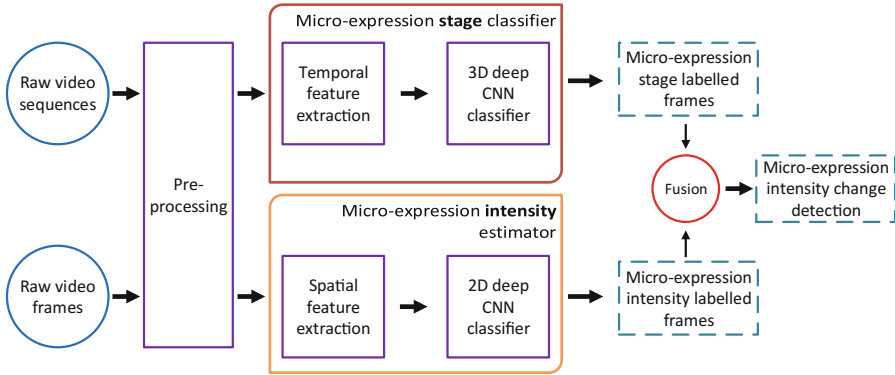 Micro-expression stage classifier
Raw video
sequences
Temporal
feature
extraction
3D deep
CNN
classifier
Micro-expression
stage labelled
frames
Pre-
processing
Fusion
Micro-expression
intensity change
detection
Micro-expression intensity
estimator
Raw video
frames
Spatial
feature
extraction
2D deep
CNN
classifier
Micro-expression
intensity labelled
frames